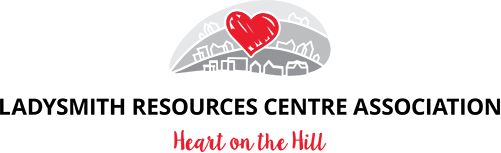 LADYSMITH RESOURCES CENTRE ASSOCIATION
Heart on the Hill